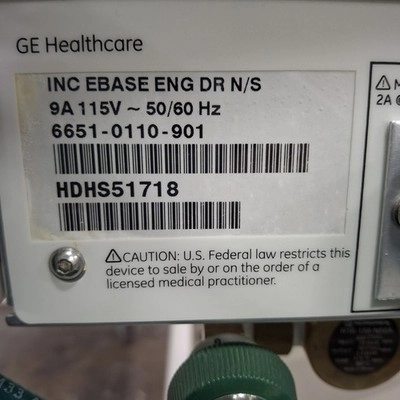 GE Healthcare
INC EBASE ENG DR N/S
9A 115V ~ 50/60 Hz
6651-0110-901
HDHS51718
⚠CAUTION: U.S. Federal law restricts this
device to sale by or on the order of a
licensed medical practitioner.
⚠ M
2A @